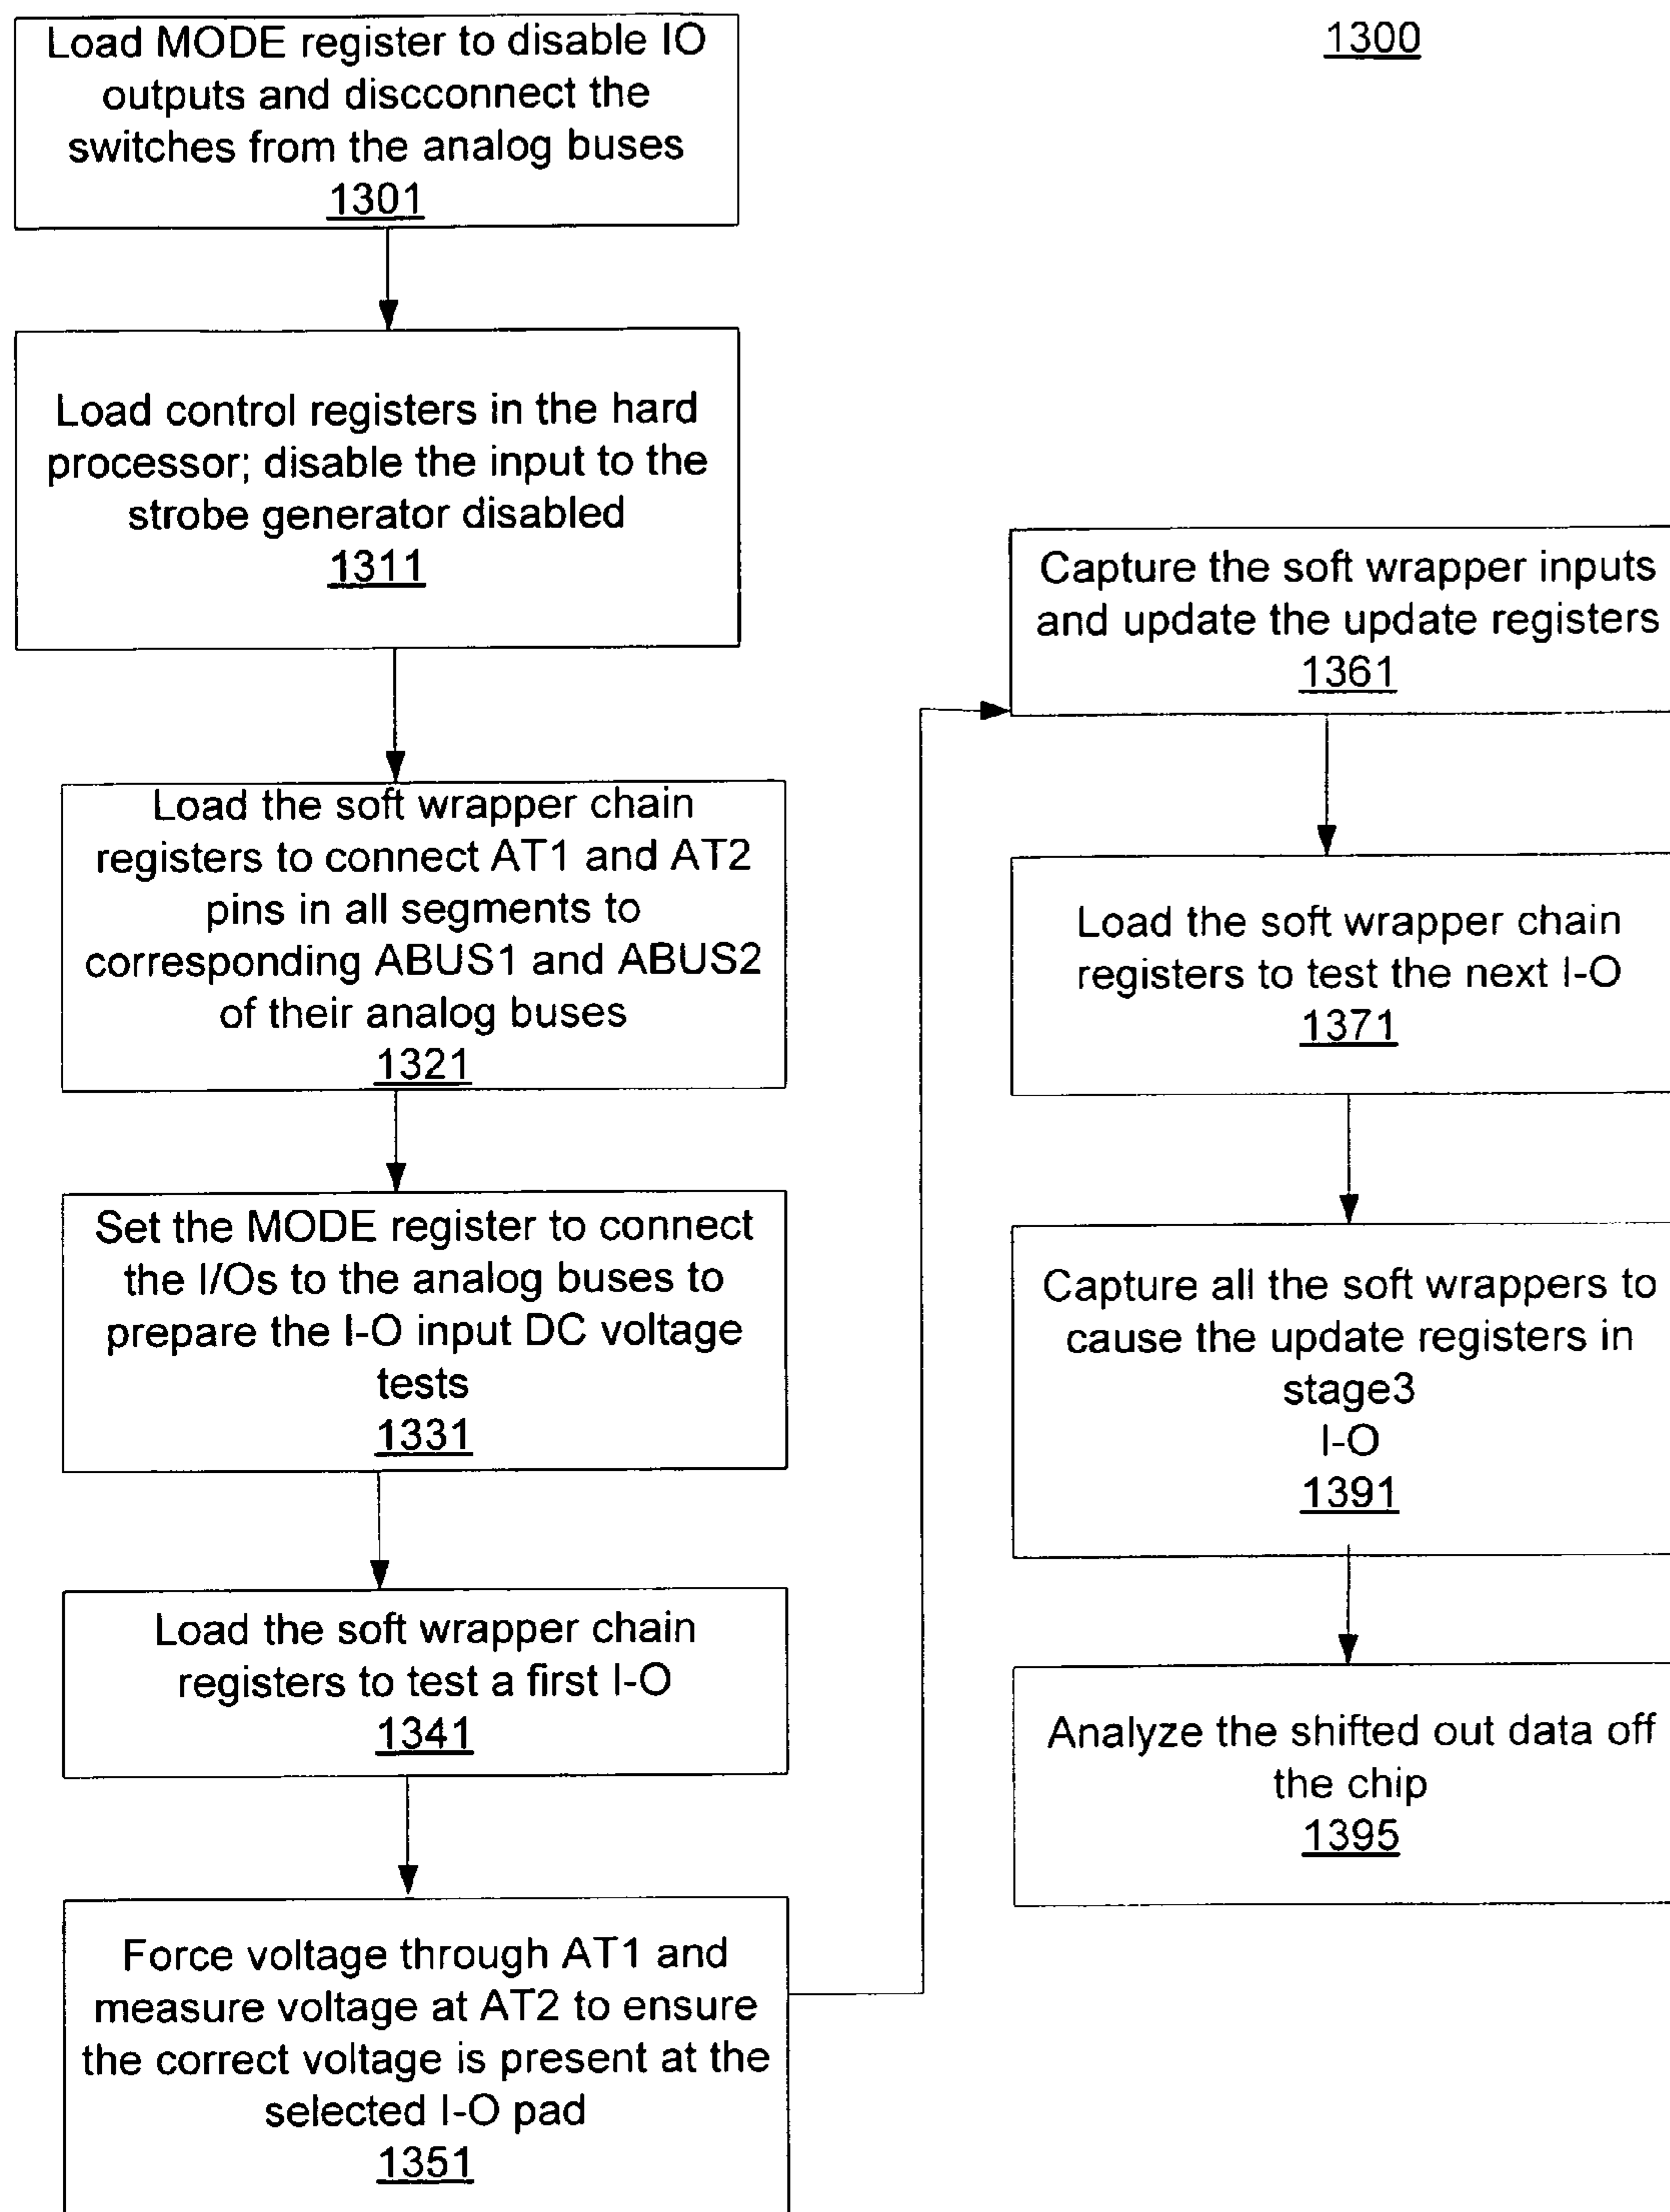 1300
Load MODE register to disable IO
outputs and discconnect the
switches from the analog buses
1301
Load control registers in the hard
processor; disable the input to the
strobe generator disabled
1311
Load the soft wrapper chain
registers to connect AT1 and AT2
pins in all segments to
corresponding ABUS1 and ABUS2
of their analog buses
1321
Set the MODE register to connect
the I/Os to the analog buses to
prepare the I-O input DC voltage
tests
1331
Load the soft wrapper chain
registers to test a first I-O
1341
Force voltage through AT1 and
measure voltage at AT2 to ensure
the correct voltage is present at the
selected I-O pad
1351
Capture the soft wrapper inputs
and update the update registers
1361
Load the soft wrapper chain
registers to test the next I-O
1371
Capture all the soft wrappers to
cause the update registers in
stage3
I-O
1391
Analyze the shifted out data off
the chip
1395